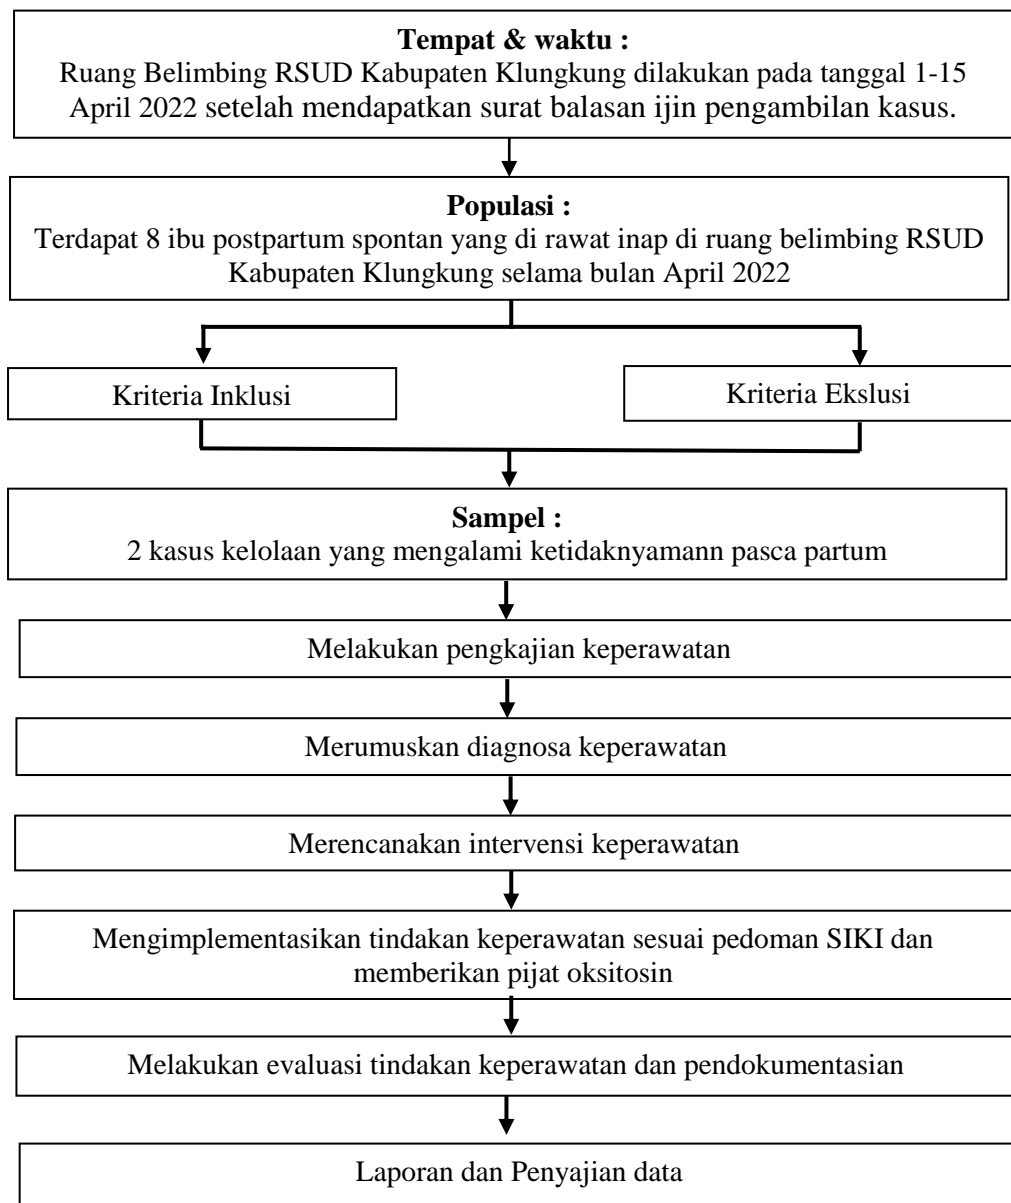 Tempat & waktu :
Ruang Belimbing RSUD Kabupaten Klungkung dilakukan pada tanggal 1-15
April 2022 setelah mendapatkan surat balasan ijin pengambilan kasus.
Populasi :
Terdapat 8 ibu postpartum spontan yang di rawat inap di ruang belimbing RSUD
Kabupaten Klungkung selama bulan April 2022
Kriteria Inklusi
Kriteria Ekslusi
Sampel :
2 kasus kelolaan yang mengalami ketidaknyamann pasca partum
Melakukan pengkajian keperawatan
Merumuskan diagnosa keperawatan
Merencanakan intervensi keperawatan
Mengimplementasikan tindakan keperawatan sesuai pedoman SIKI dan
memberikan pijat oksitosin
Melakukan evaluasi tindakan keperawatan dan pendokumentasian
Laporan dan Penyajian data